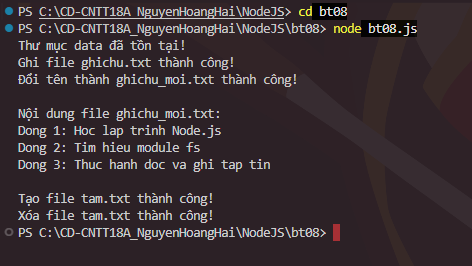 PS C:\CD-CNTT18A_NguyenHoangHai\NodeJS> cd bt08
PS C:\CD-CNTT18A_NguyenHoangHai\NodeJS\bt08> node bt08.js
Thư mục data đã tồn tại!
Ghi file ghichu.txt thành công!
Đổi tên thành ghichu_moi.txt thành công!
Nội dung file ghichu_moi.txt:
Dong 1: Hoc lap trinh Node.js
Dong 2: Tim hieu module fs
Dong 3: Thuc hanh doc va ghi tap tin
Tạo file tam.txt thành công!
Xóa file tam.txt thành công!
PS C:\CD-CNTT18A_NguyenHoangHai\NodeJS\bt08>